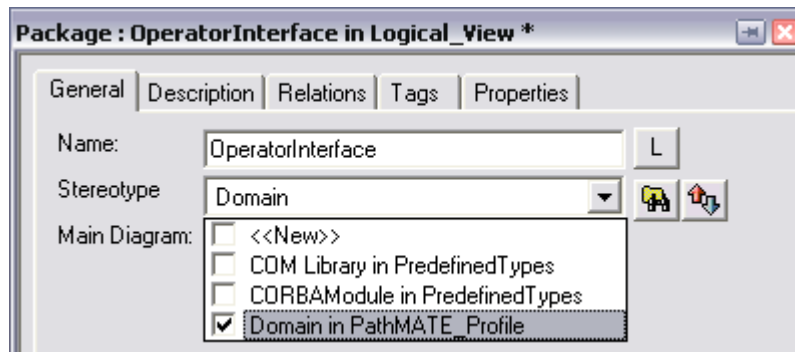 Package : OperatorInterface in Logical_View *
General Description Relations Tags Properties
Name: OperatorInterface L
Stereotype Domain
Main Diagram: <<New>>
COM Library in PredefinedTypes
CORBAModule in PredefinedTypes
Domain in PathMATE_Profile